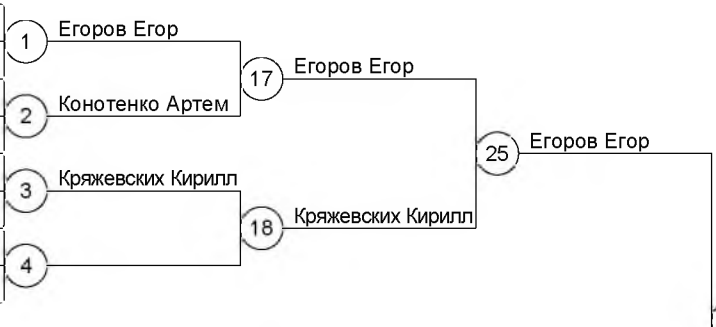 1
Егоров Егор
17
Егоров Егор
2
Конотенко Артем
25
Егоров Егор
3
Кряжевских Кирилл
18
Кряжевских Кирилл
4